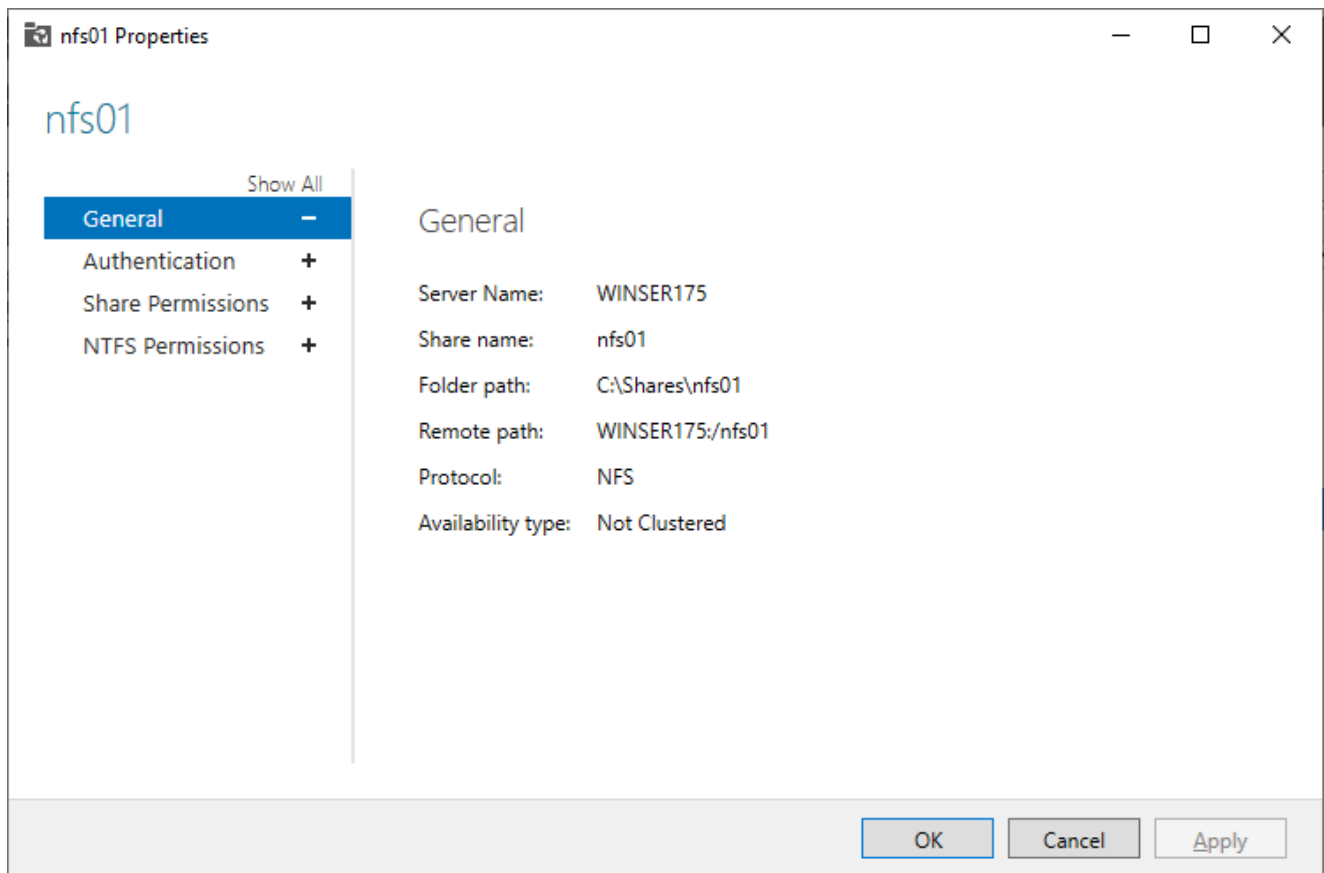 nfs01 Properties
nfs01
Show All
General
Authentication
Share Permissions
NTFS Permissions
General
Server Name: WINSER175
Share name: nfs01
Folder path: C:\Shares\nfs01
Remote path: WINSER175:/nfs01
Protocol: NFS
Availability type: Not Clustered
OK Cancel Apply